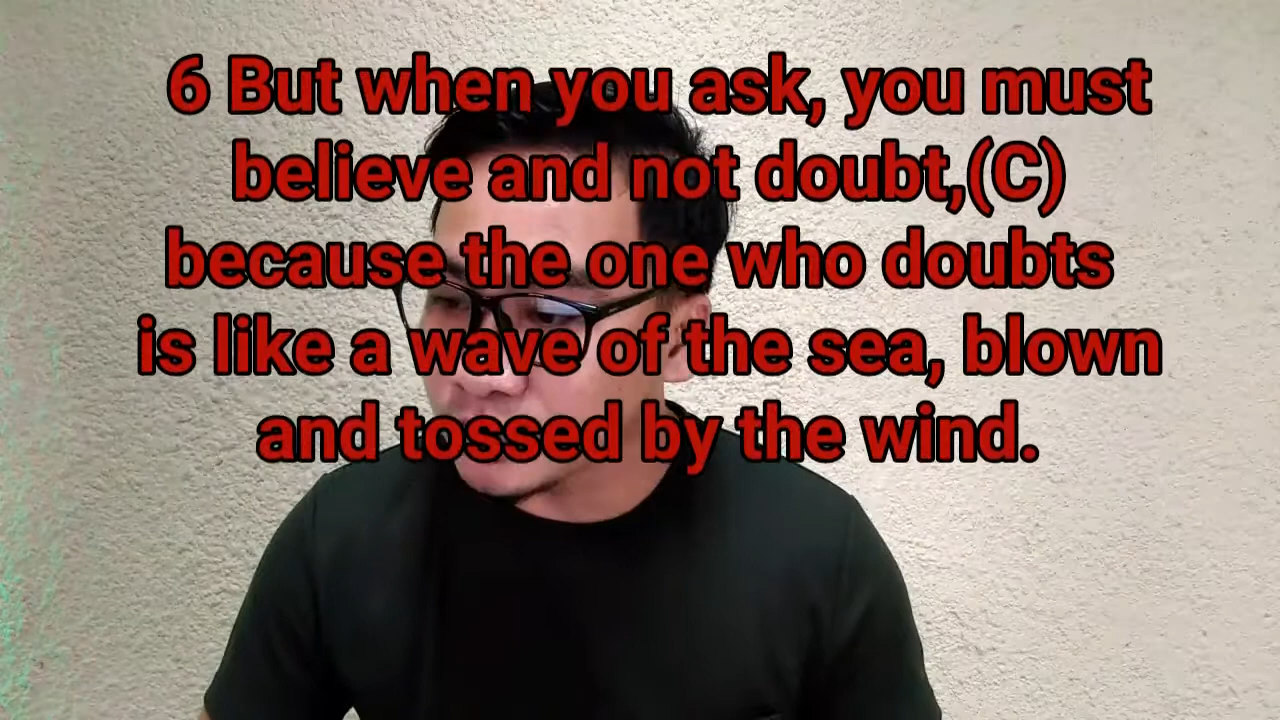 6 But when you ask, you must
believe and not doubt,(C)
because the one who doubts
is like a wave of the sea, blown
and tossed by the wind.